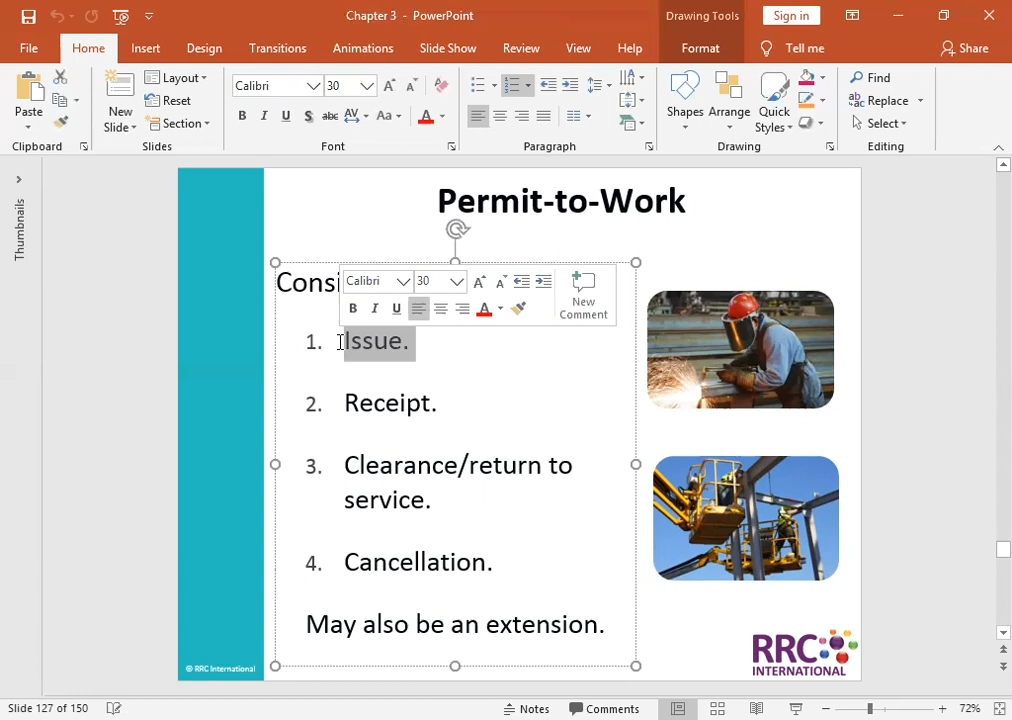 Chapter 3 - PowerPoint
Drawing Tools
Sign in
File Home Insert Design Transitions Animations Slide Show Review View Help Format Tell me Share
Paste
Clipboard
New Slide
Layout
Reset
Section
Slides
Calibri 30
B I U S abc AV Aa A
Font
Paragraph
Shapes Arrange Quick Styles
Drawing
Find
Replace
Select
Editing
Thumbnails
Permit-to-Work
Calibri 30
B I U A
New Comment
1. Issue.
2. Receipt.
3. Clearance/return to
service.
4. Cancellation.
May also be an extension.
© RRC International
RRC
INTERNATIONAL
Slide 127 of 150
Notes Comments 72%